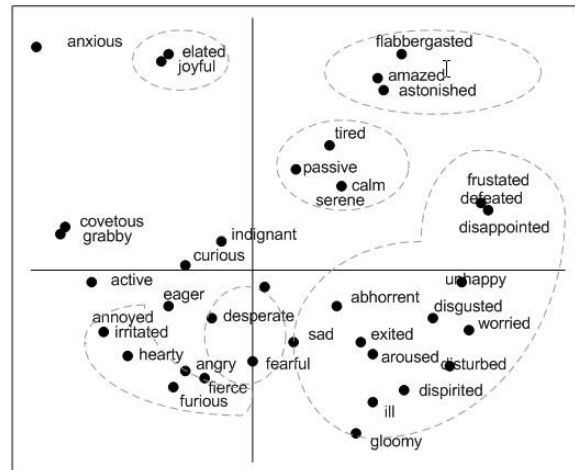 anxious
elated
joyful
flabbergasted
amazed
astonished
tired
passive
calm
serene
frustated
defeated
disappointed
covetous
grabby
indignant
curious
active
eager
unhappy
annoyed
irritated
desperate
abhorrent
disgusted
worried
sad
exited
hearty
angry
fearful
aroused
disturbed
fierce
furious
dispirited
ill
gloomy